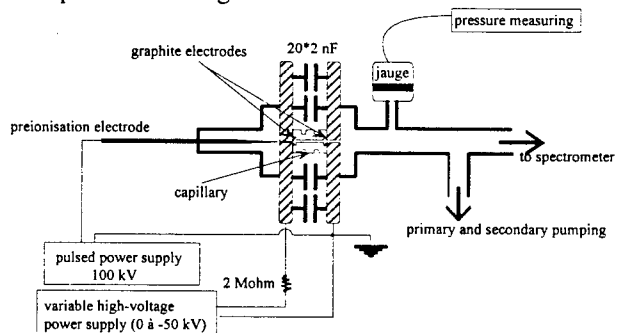 pressure measuring
20*2 nF
graphite electrodes
jauge
preionisation electrode
to spectrometer
capillary
primary and secondary pumping
pulsed power supply
100 kV
2 Mohm
variable high-voltage
power supply (0 à -50 kV)